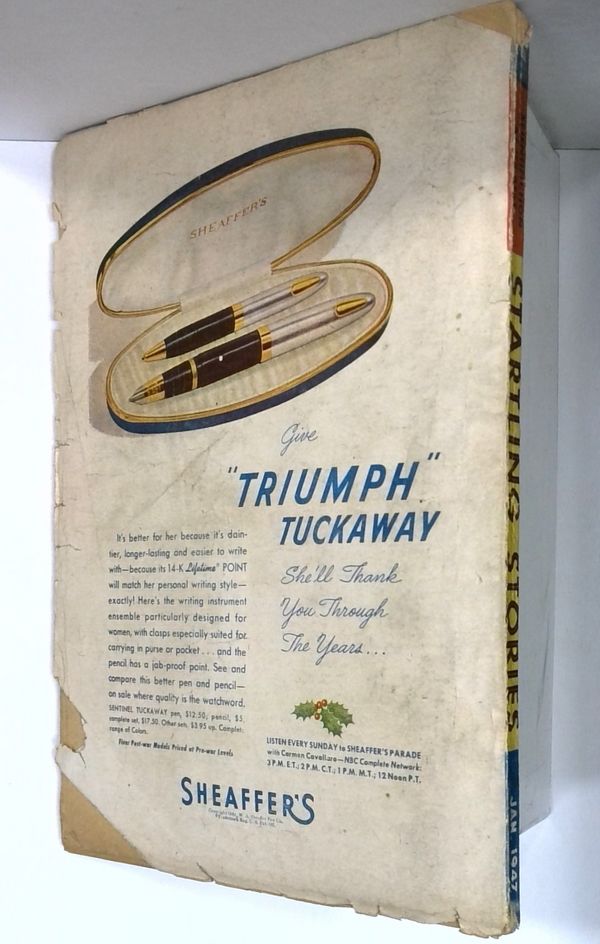 SHEAFFER'S
Give
"TRIUMPH"
TUCKAWAY
She'll Thank
You Through
The Years...
It's better for her because it's dain-
tier, longer-lasting and easier to write
with—because its 14-K Lifetime® POINT
will match her personal writing style—
exactly! Here's the writing instrument
ensemble particularly designed for
women, with clasps especially suited for
carrying in purse or pocket . . . and the
pencil has a jab-proof point. See and
compare this better pen and pencil—
on sale where quality is the watchword.
SENTINEL TUCKAWAY pen, $12.50; pencil, $5,
complete set, $17.50. Other sets, $3.95 up. Complete
range of Colors.
Finer Post-war Models Priced at Pre-war Levels
LISTEN EVERY SUNDAY to SHEAFFER'S PARADE
with Carmen Cavallaro—NBC Complete Network:
3 P.M. E.T.; 2 P.M. C.T.; 1 P.M. M.T.; 12 Noon P.T.
SHEAFFER'S
STARTLING STORIES
JAN. 1947